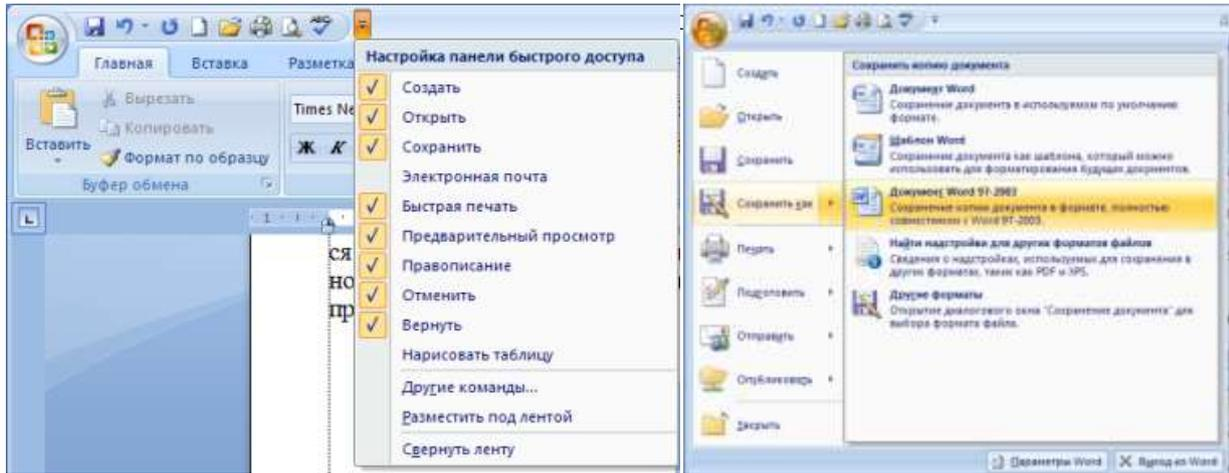 Главная Вставка Разметка
Вырезать
Копировать
Вставить
Формат по образцу
Буфер обмена
Times Ne
Ж К
1
ся
но
пр
Настройка панели быстрого доступа
Создать
Открыть
Сохранить
Электронная почта
Быстрая печать
Предварительный просмотр
Правописание
Отменить
Вернуть
Нарисовать таблицу
Другие команды...
Разместить под лентой
Свернуть ленту
Создать
Открыть
Сохранить
Сохранить как
Печать
Подготовить
Отправить
Опубликовать
Закрыть
Сохранить копию документа
Документ Word
Сохранение документа в используемом по умолчанию
формате.
Шаблон Word
Сохранение документа как шаблона, который можно
использовать для форматирования будущих документов.
Документ Word 97-2003
Сохранение копии документа в формате, полностью
совместимом с Word 97-2003.
Найти надстройки для других форматов файлов
Сведения о надстройках, используемых для сохранения в
других форматах, таких как PDF и XPS.
Другие форматы
Открытие диалогового окна "Сохранение документа" для
выбора формата файла.
Параметры Word Выход из Word